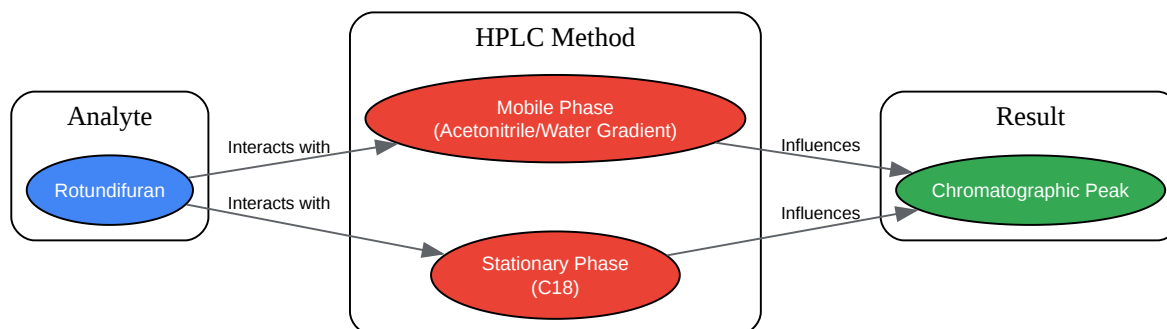 Analyte
Rotundifuran
Interacts with
Interacts with
HPLC Method
Mobile Phase
(Acetonitrile/Water Gradient)
Stationary Phase
(C18)
Influences
Influences
Result
Chromatographic Peak